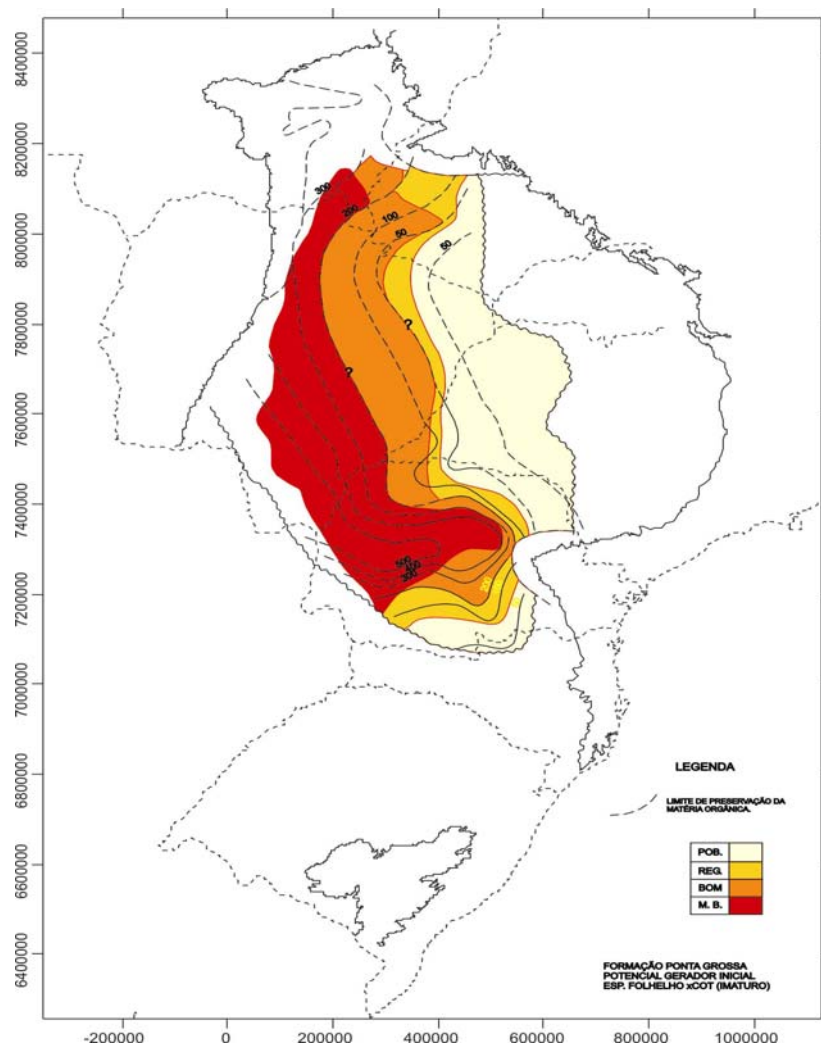 8400000
8200000
8000000
7800000
7600000
7400000
7200000
7000000
6800000
6600000
6400000
300
200
100
50
50
?
?
500
400
300
200
LEGENDA
LIMITE DE PRESERVAÇÃO DA
MATÉRIA ORGÂNICA.
POB.
REG.
BOM
M. B.
FORMAÇÃO PONTA GROSSA
POTENCIAL GERADOR INICIAL
ESP. FOLHELHO xCOT (IMATURO)
-200000 0 200000 400000 600000 800000 1000000